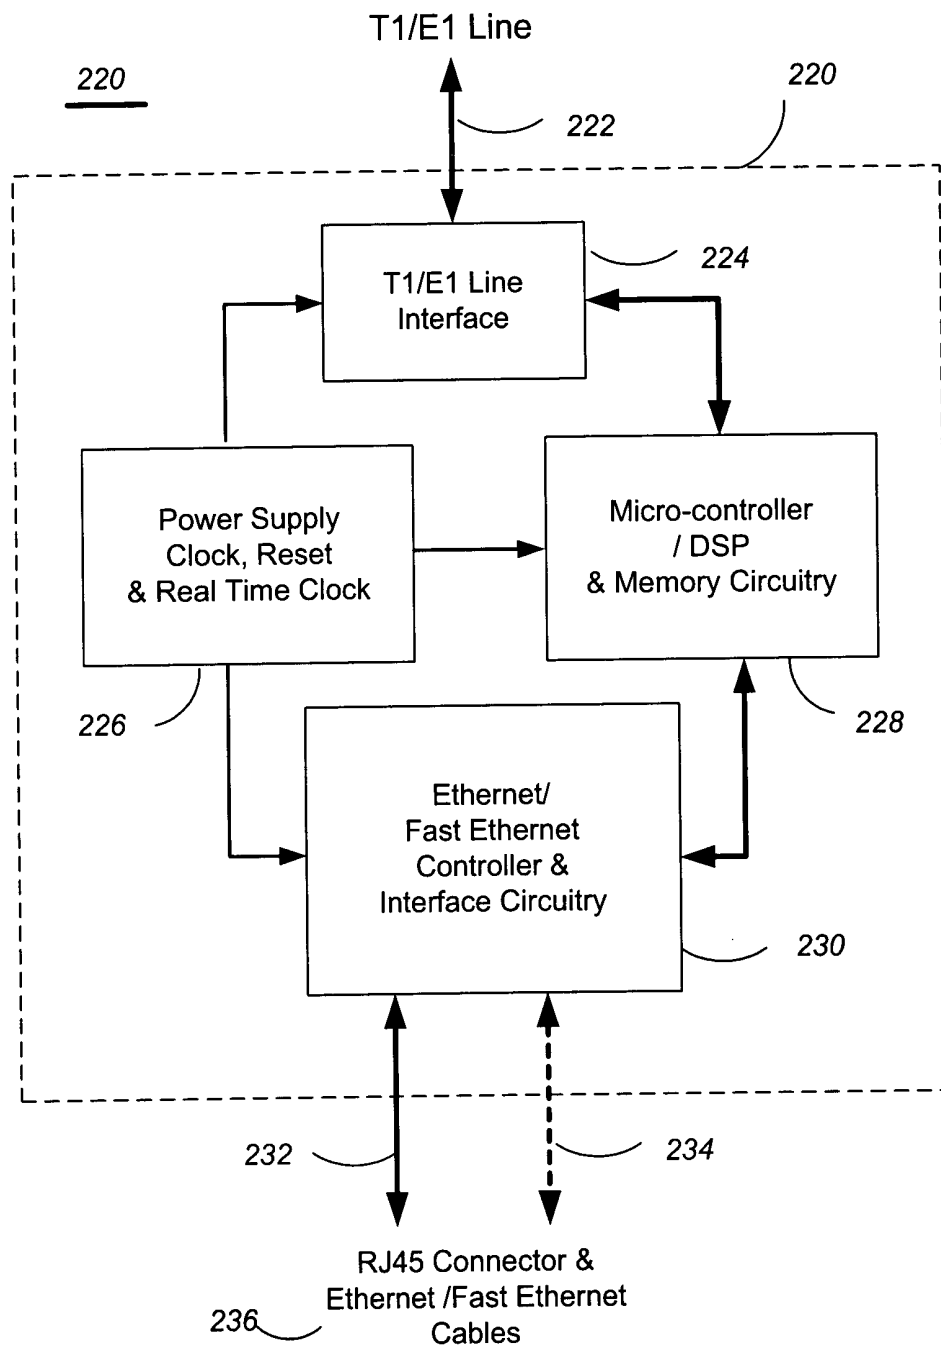 T1/E1 Line
220
220
222
224
T1/E1 Line
Interface
Power Supply
Clock, Reset
& Real Time Clock
Micro-controller
/ DSP
& Memory Circuitry
226
228
Ethernet/
Fast Ethernet
Controller &
Interface Circuitry
230
232
234
RJ45 Connector &
Ethernet /Fast Ethernet
Cables
236